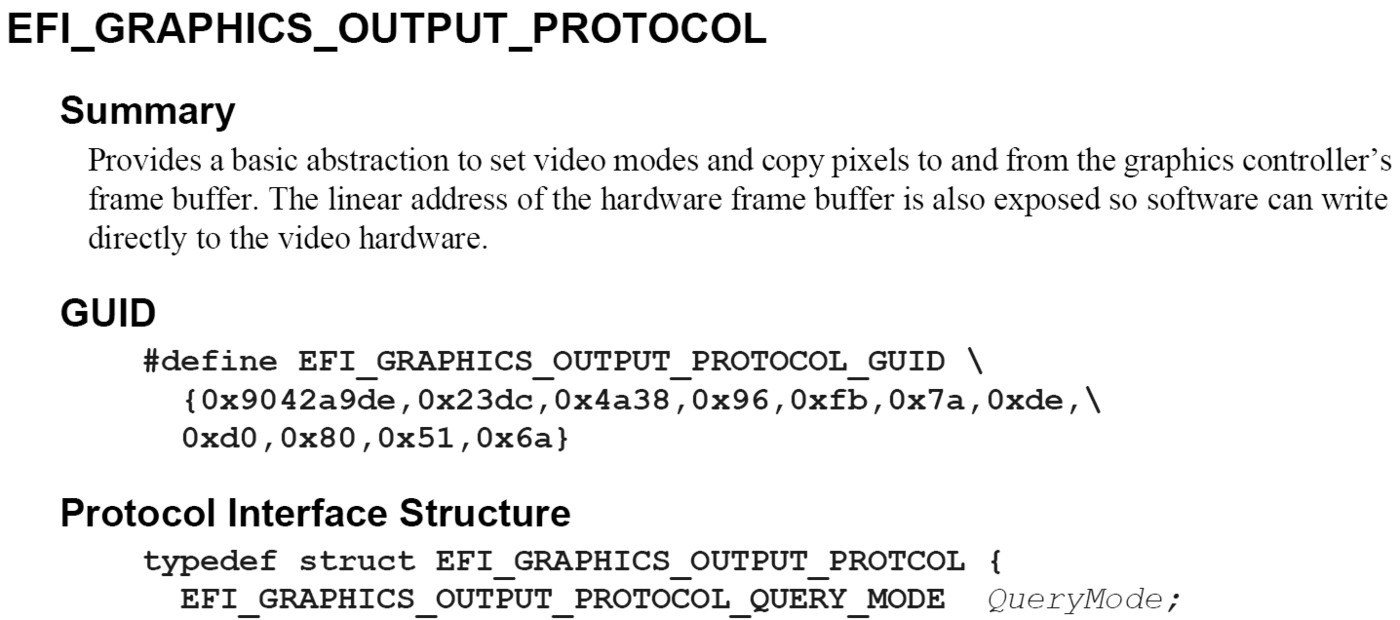 EFI_GRAPHICS_OUTPUT_PROTOCOL
Summary
Provides a basic abstraction to set video modes and copy pixels to and from the graphics controller’s
frame buffer. The linear address of the hardware frame buffer is also exposed so software can write
directly to the video hardware.
GUID
#define EFI_GRAPHICS_OUTPUT_PROTOCOL_GUID \
{0x9042a9de,0x23dc,0x4a38,0x96,0xfb,0x7a,0xde,\
0xd0,0x80,0x51,0x6a}
Protocol Interface Structure
typedef struct EFI_GRAPHICS_OUTPUT_PROTCOL {
EFI_GRAPHICS_OUTPUT_PROTOCOL_QUERY_MODE QueryMode;